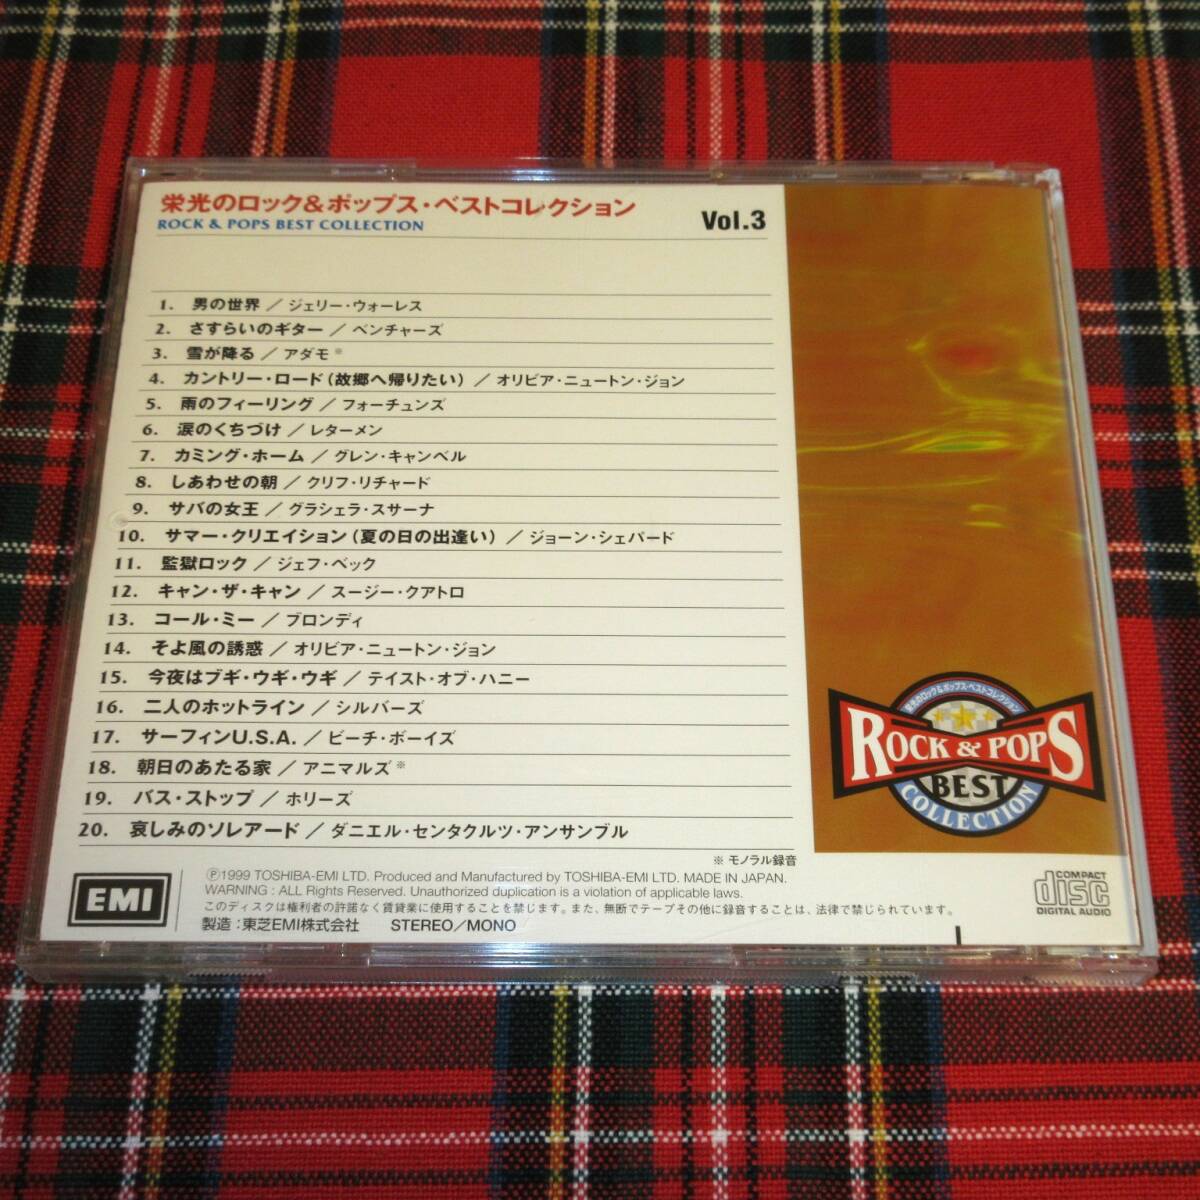 栄光のロック&ポップス・ベストコレクション
ROCK & POPS BEST COLLECTION
Vol.3
1. 男の世界／ジェリー・ウォーレス
2. さすらいのギター／ベンチャーズ
3. 雪が降る／アダモ※
4. カントリー・ロード(故郷へ帰りたい)／オリビア・ニュートン・ジョン
5. 雨のフィーリング／フォーチュンズ
6. 涙のくちづけ／レターメン
7. カミング・ホーム／グレン・キャンベル
8. しあわせの朝／クリフ・リチャード
9. サバの女王／グラシェラ・スサーナ
10. サマー・クリエイション(夏の日の出逢い)／ジョーン・シェパード
11. 監獄ロック／ジェフ・ベック
12. キャン・ザ・キャン／スージー・クアトロ
13. コール・ミー／ブロンディ
14. そよ風の誘惑／オリビア・ニュートン・ジョン
15. 今夜はブギ・ウギ・ウギ／テイスト・オブ・ハニー
16. 二人のホットライン／シルバーズ
17. サーフィンU.S.A.／ビーチ・ボーイズ
18. 朝日のあたる家／アニマルズ※
19. バス・ストップ／ホリーズ
20. 哀しみのソレアード／ダニエル・センタクルツ・アンサンブル
※ モノラル録音
栄光のロック&ポップス・ベストコレクション
ROCK & POPS
BEST
COLLECTION
EMI
Ⓟ1999 TOSHIBA-EMI LTD. Produced and Manufactured by TOSHIBA-EMI LTD. MADE IN JAPAN.
WARNING : ALL Rights Reserved. Unauthorized duplication is a violation of applicable laws.
このディスクは権利者の許諾なく賃貸業に使用することを禁じます。また、無断でテープその他に録音することは、法律で禁じられています。
製造：東芝EMI株式会社 STEREO／MONO
COMPACT
disc
DIGITAL AUDIO